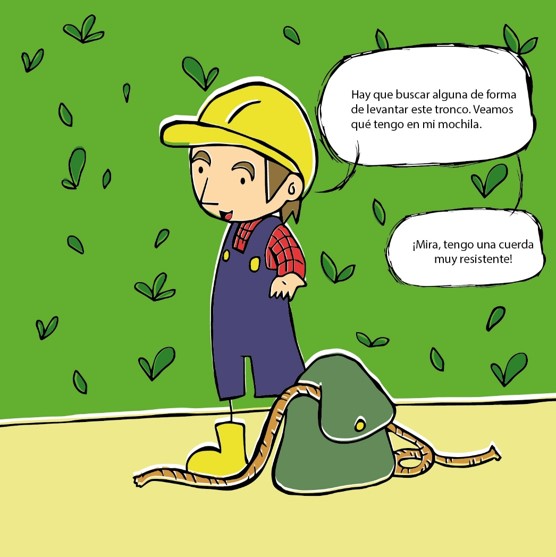 Hay que buscar alguna de forma
de levantar este tronco. Veamos
qué tengo en mi mochila.
¡Mira, tengo una cuerda
muy resistente!